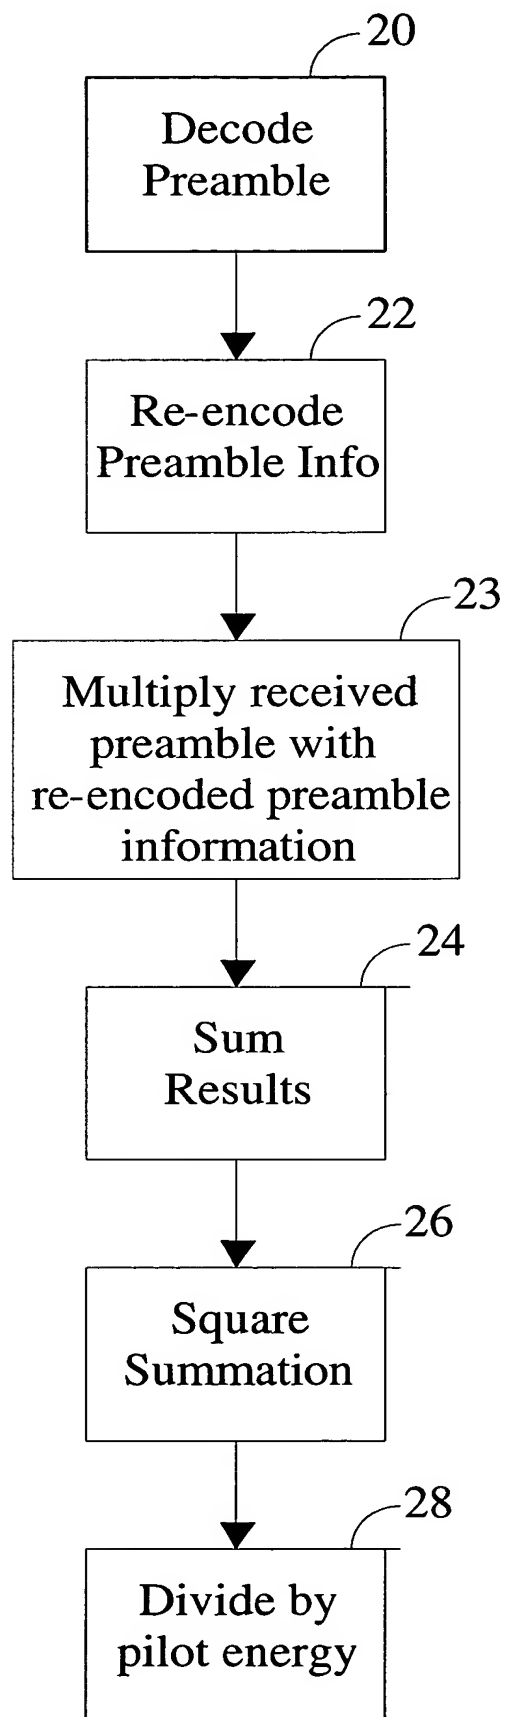 20
Decode
Preamble
22
Re-encode
Preamble Info
23
Multiply received
preamble with
re-encoded preamble
information
24
Sum
Results
26
Square
Summation
28
Divide by
pilot energy